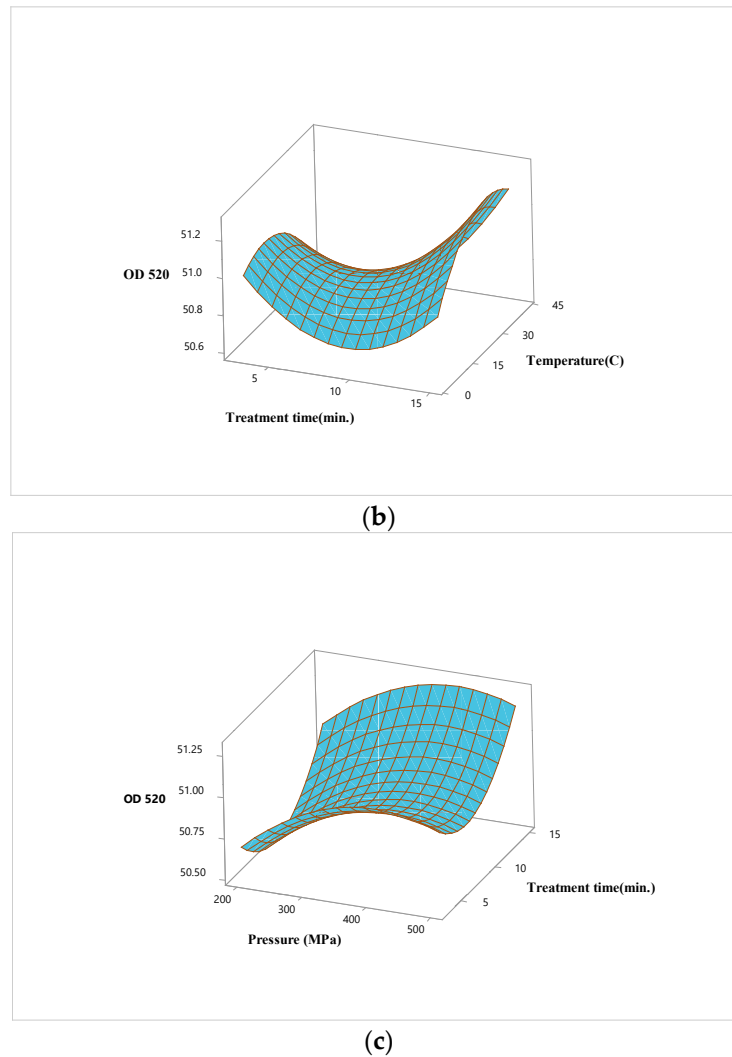 51.2
51.0
50.8
50.6
OD 520
5
10
15
Treatment time(min.)
0
15
30
45
Temperature(C)
(b)
51.25
51.00
50.75
50.50
OD 520
200
300
400
500
Pressure (MPa)
5
10
15
Treatment time(min.)
(c)